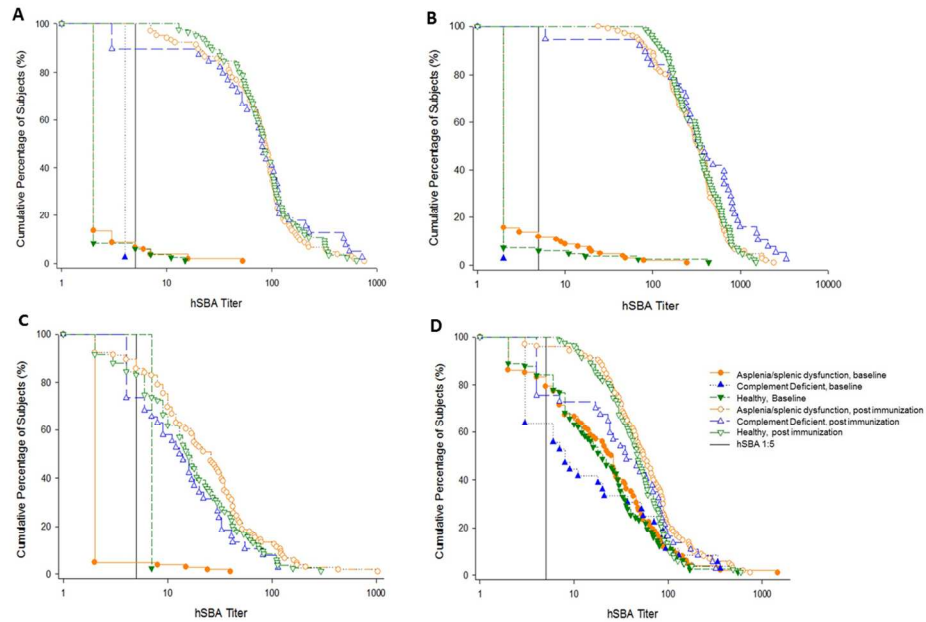 A
Cumulative Percentage of Subjects (%)
100
80
60
40
20
0
1
10
100
1000
hSBA Titer
B
Cumulative Percentage of Subjects (%)
100
80
60
40
20
0
1
10
100
1000
10000
hSBA Titer
C
Cumulative Percentage of Subjects (%)
100
80
60
40
20
0
1
10
100
1000
hSBA Titer
D
Cumulative Percentage of Subjects (%)
100
80
60
40
20
0
1
10
100
1000
hSBA Titer
Asplenia/splenic dysfunction, baseline
Complement Deficient, baseline
Healthy, Baseline
Asplenia/splenic dysfunction, post immunization
Complement Deficient, post immunization
Healthy, post immunization
hSBA 1:5